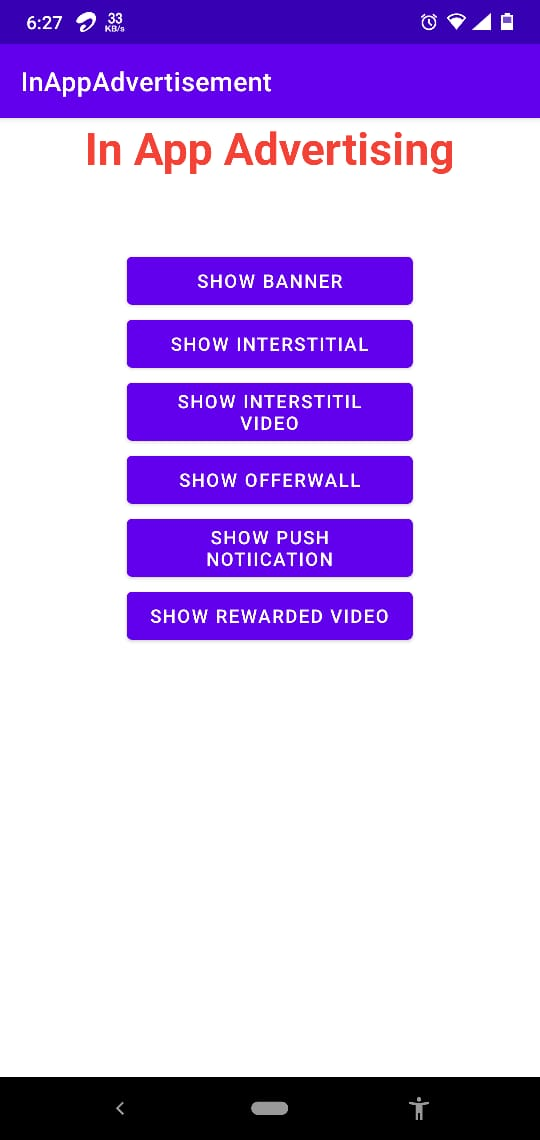 6:27 33
KB/s
InAppAdvertisement
In App Advertising
SHOW BANNER
SHOW INTERSTITIAL
SHOW INTERSTITIL
VIDEO
SHOW OFFERWALL
SHOW PUSH
NOTIICATION
SHOW REWARDED VIDEO